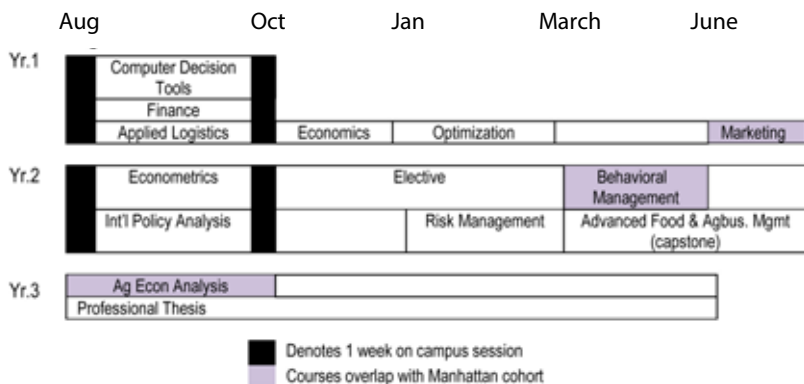 Aug Oct Jan March June
Yr.1
Computer Decision
Tools
Finance
Applied Logistics Economics Optimization Marketing
Yr.2
Econometrics Elective Behavioral
Management
Int'l Policy Analysis Risk Management Advanced Food & Agbus. Mgmt
(capstone)
Yr.3
Ag Econ Analysis
Professional Thesis
Denotes 1 week on campus session
Courses overlap with Manhattan cohort